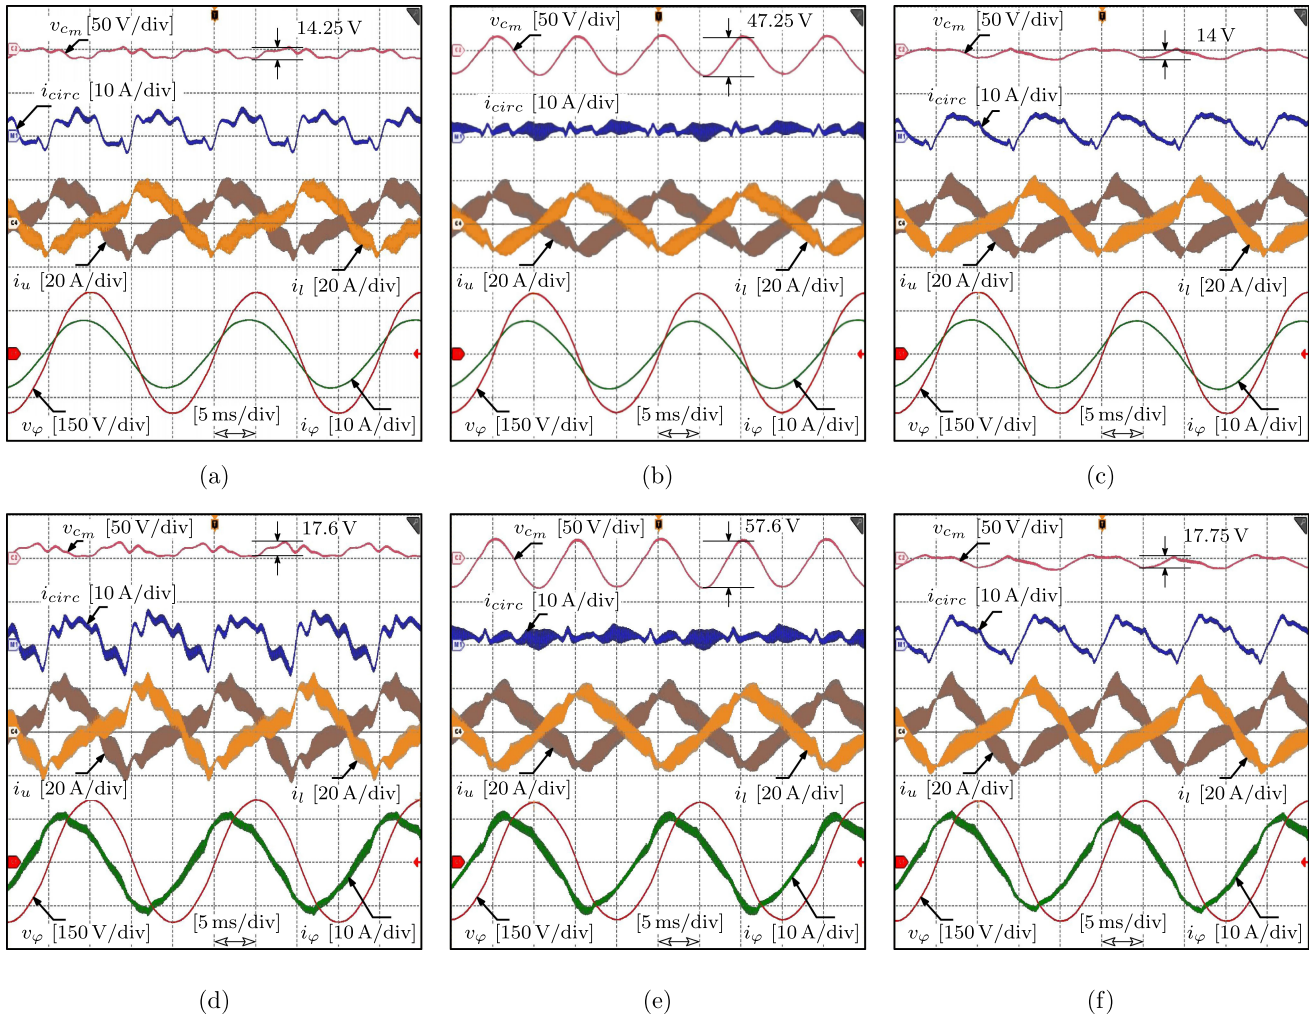 v_{c_m} [50 V/div]
14.25 V
i_{circ} [10 A/div]
i_u [20 A/div]
i_l [20 A/div]
[5 ms/div]
v_φ [150 V/div]
i_φ [10 A/div]
(a)
v_{c_m} [50 V/div]
47.25 V
i_{circ} [10 A/div]
i_u [20 A/div]
i_l [20 A/div]
[5 ms/div]
v_φ [150 V/div]
i_φ [10 A/div]
(b)
v_{c_m} [50 V/div]
14 V
i_{circ} [10 A/div]
i_u [20 A/div]
i_l [20 A/div]
[5 ms/div]
v_φ [150 V/div]
i_φ [10 A/div]
(c)
v_{c_m} [50 V/div]
17.6 V
i_{circ} [10 A/div]
i_u [20 A/div]
i_l [20 A/div]
[5 ms/div]
v_φ [150 V/div]
i_φ [10 A/div]
(d)
v_{c_m} [50 V/div]
57.6 V
i_{circ} [10 A/div]
i_u [20 A/div]
i_l [20 A/div]
[5 ms/div]
v_φ [150 V/div]
i_φ [10 A/div]
(e)
v_{c_m} [50 V/div]
17.75 V
i_{circ} [10 A/div]
i_u [20 A/div]
i_l [20 A/div]
[5 ms/div]
v_φ [150 V/div]
i_φ [10 A/div]
(f)